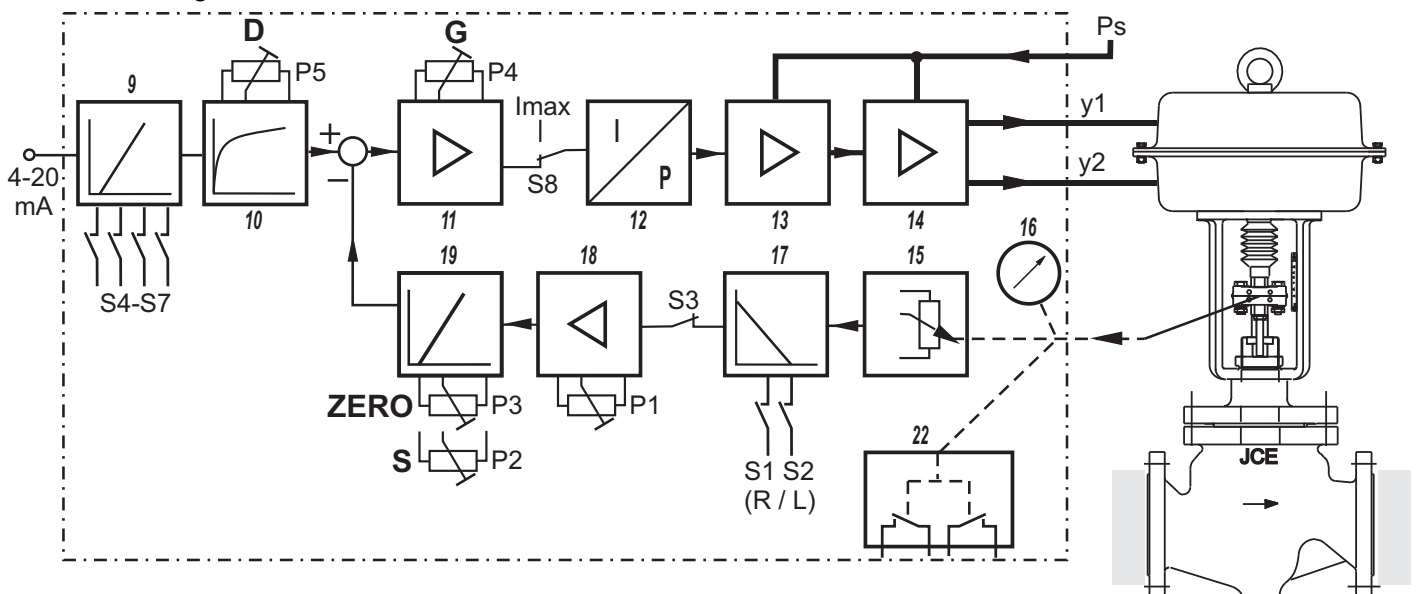 D
G
Ps
9
P5
P4
Imax
y1
+
I
P
4-20
mA
−
S8
y2
10
11
12
13
14
16
19
18
17
15
S4-S7
S3
ZERO
P3
P1
22
S
P2
S1 S2
(R / L)
JCE